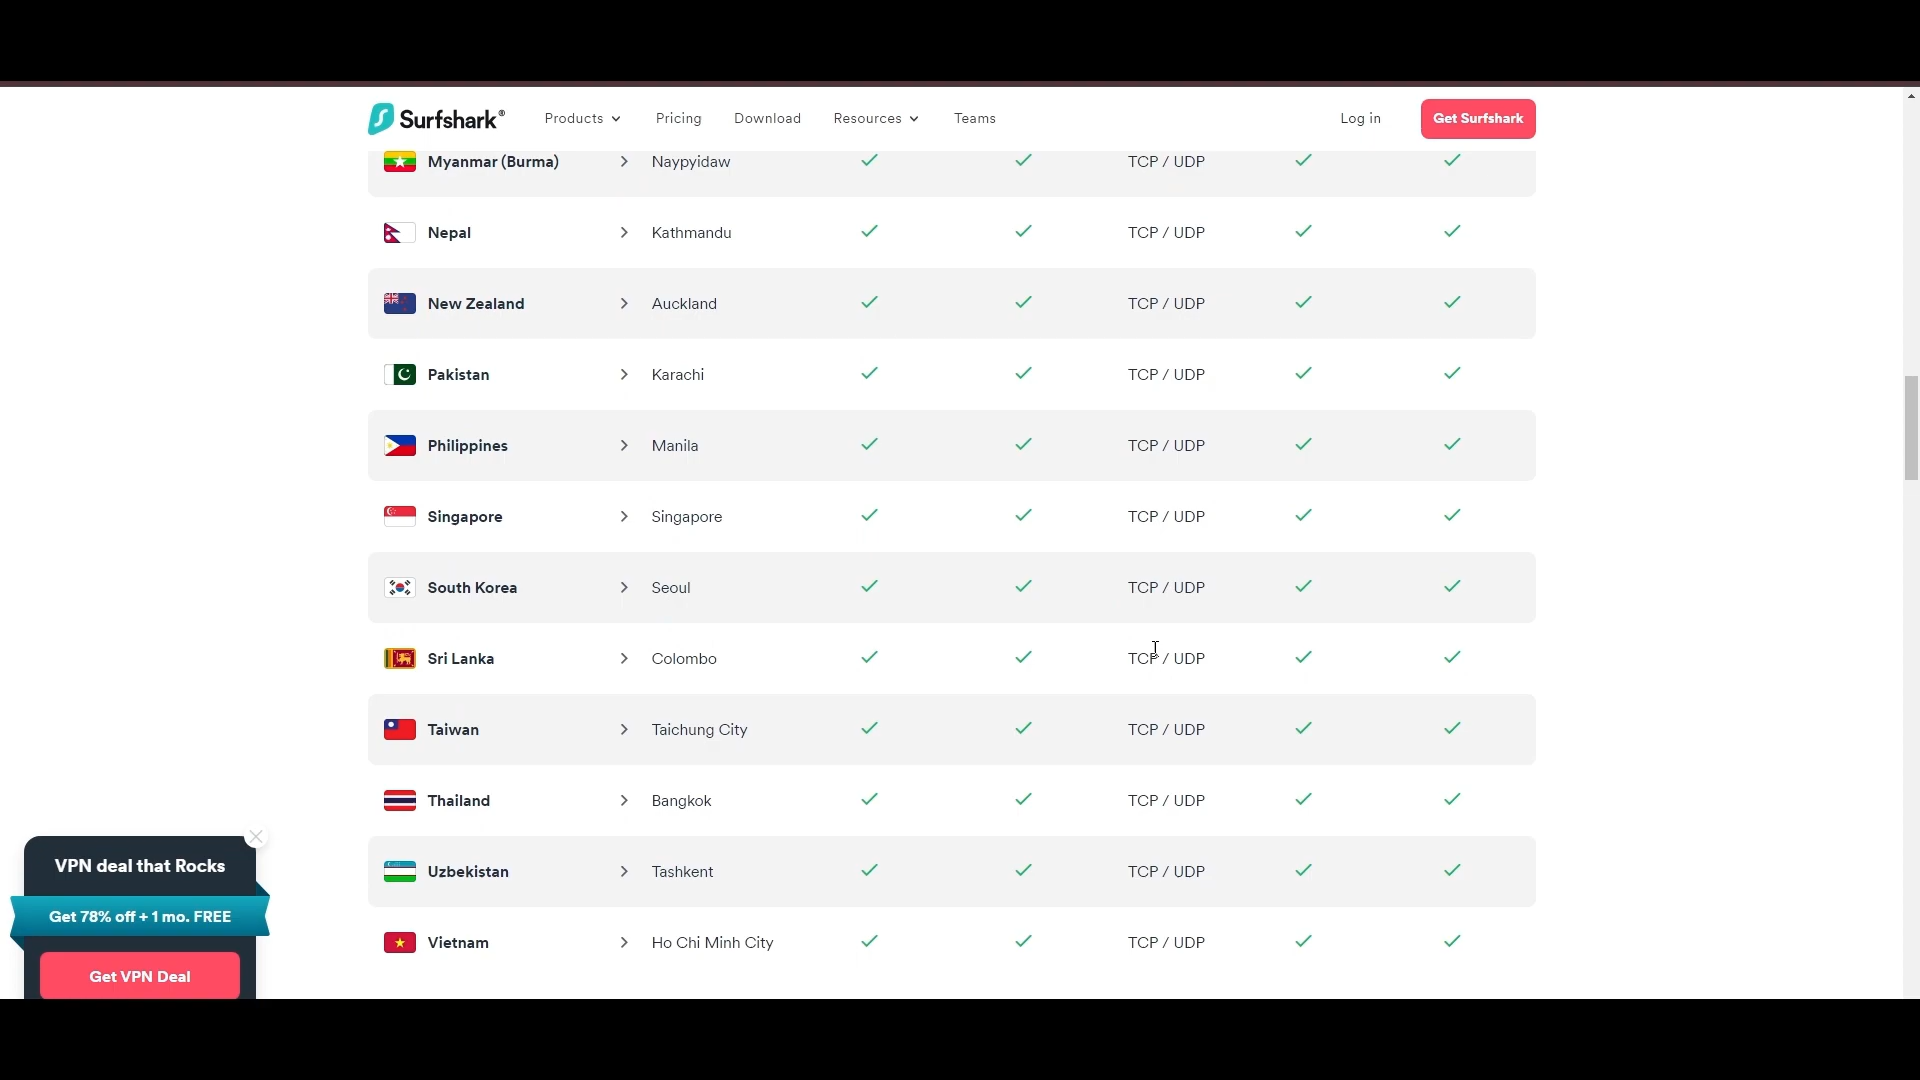 Surfshark®
Products
Pricing
Download
Resources
Teams
Log in
Get Surfshark
Myanmar (Burma) Naypyidaw TCP / UDP
Nepal Kathmandu TCP / UDP
New Zealand Auckland TCP / UDP
Pakistan Karachi TCP / UDP
Philippines Manila TCP / UDP
Singapore Singapore TCP / UDP
South Korea Seoul TCP / UDP
Sri Lanka Colombo TCP / UDP
Taiwan Taichung City TCP / UDP
Thailand Bangkok TCP / UDP
Uzbekistan Tashkent TCP / UDP
Vietnam Ho Chi Minh City TCP / UDP
VPN deal that Rocks
Get 78% off + 1 mo. FREE
Get VPN Deal